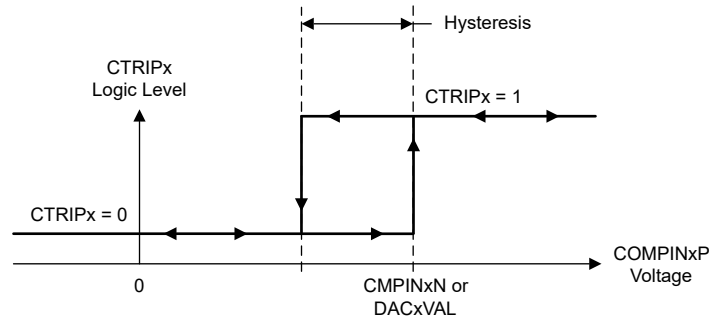 Hysteresis
CTRIPx
Logic Level
CTRIPx = 1
CTRIPx = 0
COMPINxP
Voltage
0
CMPINxN or
DACxVAL